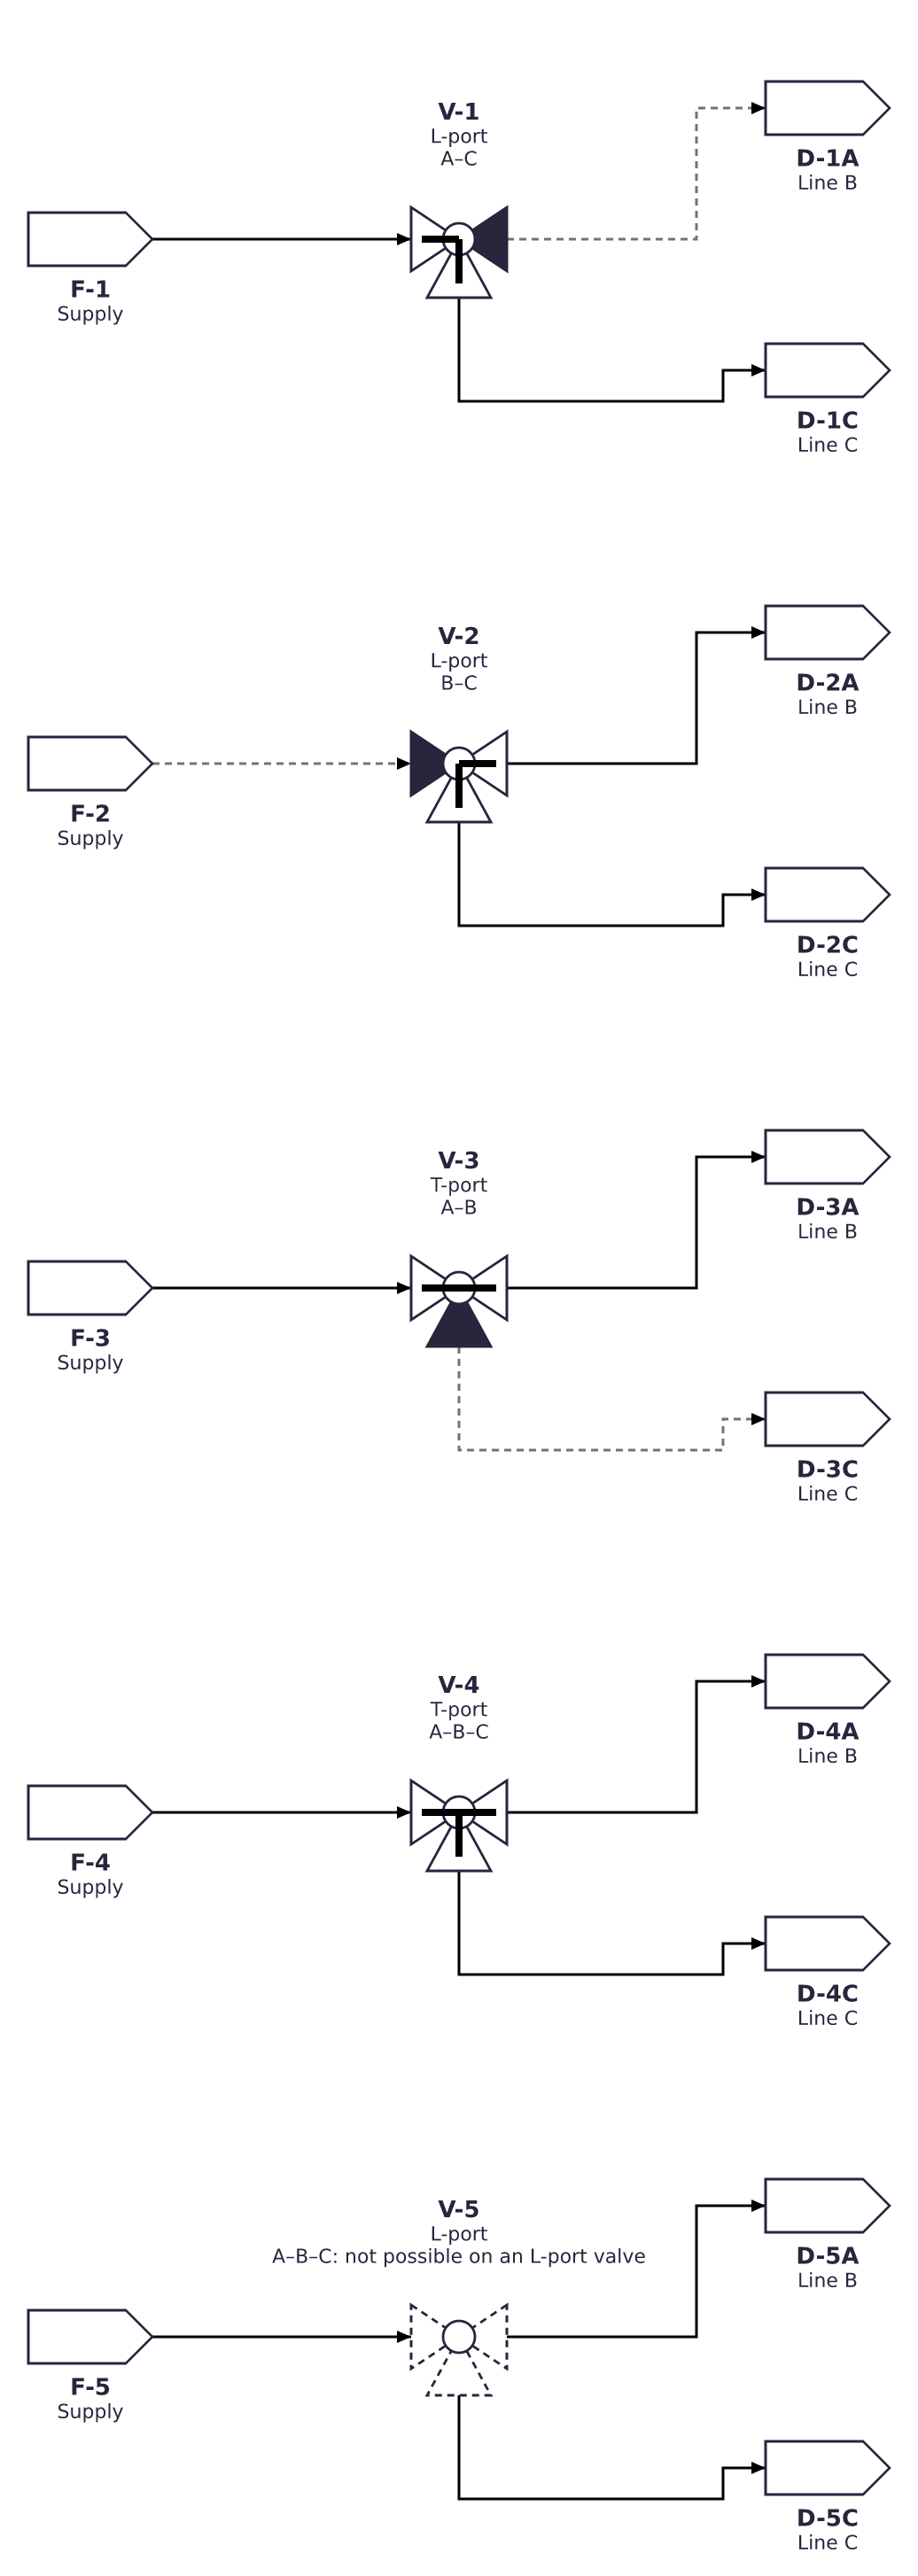 V-1
L-port
A–C
D-1A
Line B
F-1
Supply
D-1C
Line C
V-2
L-port
B–C
D-2A
Line B
F-2
Supply
D-2C
Line C
V-3
T-port
A–B
D-3A
Line B
F-3
Supply
D-3C
Line C
V-4
T-port
A–B–C
D-4A
Line B
F-4
Supply
D-4C
Line C
V-5
L-port
A–B–C: not possible on an L-port valve
D-5A
Line B
F-5
Supply
D-5C
Line C